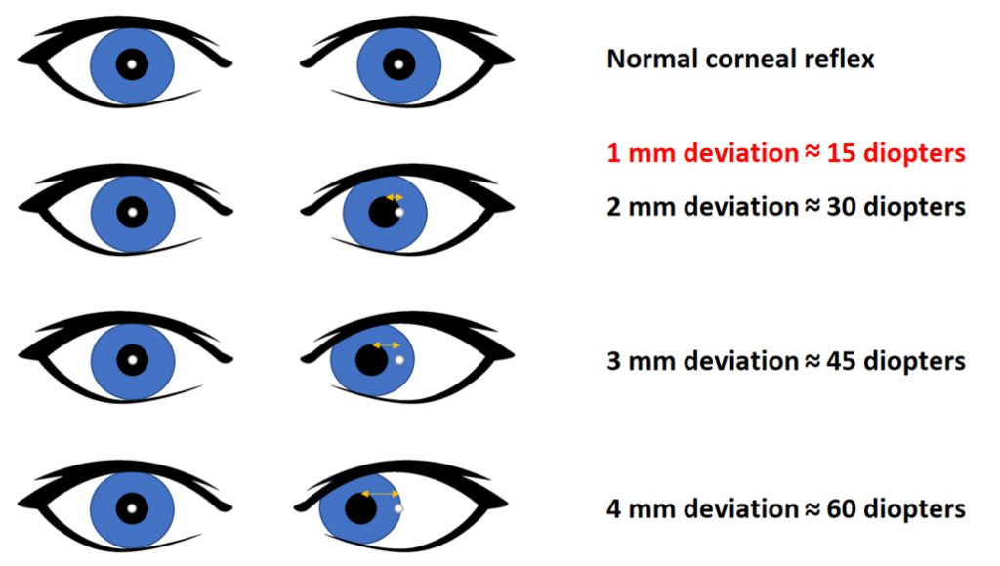 Normal corneal reflex
1 mm deviation ≈ 15 diopters
2 mm deviation ≈ 30 diopters
3 mm deviation ≈ 45 diopters
4 mm deviation ≈ 60 diopters